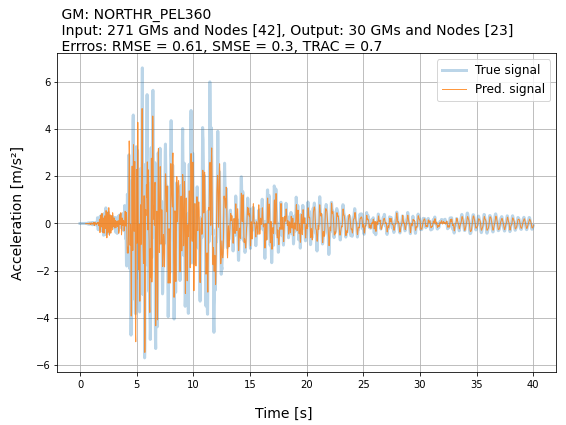 GM: NORTHR_PEL360
Input: 271 GMs and Nodes [42], Output: 30 GMs and Nodes [23]
Errros: RMSE = 0.61, SMSE = 0.3, TRAC = 0.7
True signal
Pred. signal
6
4
2
0
−2
−4
−6
Acceleration [m/s²]
0 5 10 15 20 25 30 35 40
Time [s]